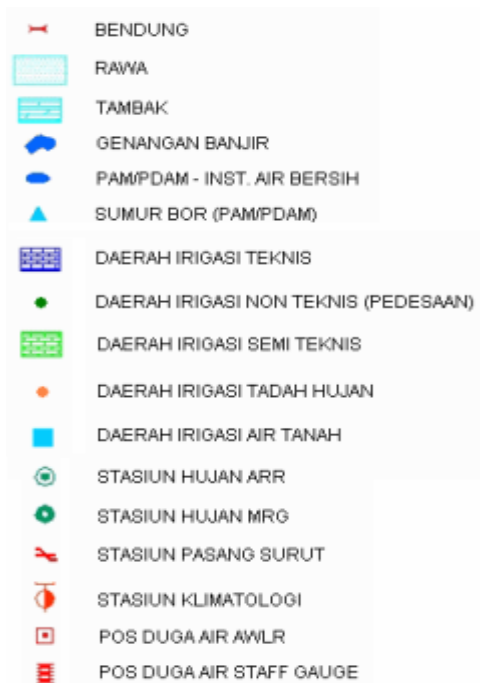 BENDUNG
RAWA
TAMBAK
GENANGAN BANJIR
PAM/PDAM - INST. AIR BERSIH
SUMUR BOR (PAM/PDAM)
DAERAH IRIGASI TEKNIS
DAERAH IRIGASI NON TEKNIS (PEDESAAN)
DAERAH IRIGASI SEMI TEKNIS
DAERAH IRIGASI TADAH HUJAN
DAERAH IRIGASI AIR TANAH
STASIUN HUJAN ARR
STASIUN HUJAN MRG
STASIUN PASANG SURUT
STASIUN KLIMATOLOGI
POS DUGA AIR AWLR
POS DUGA AIR STAFF GAUGE